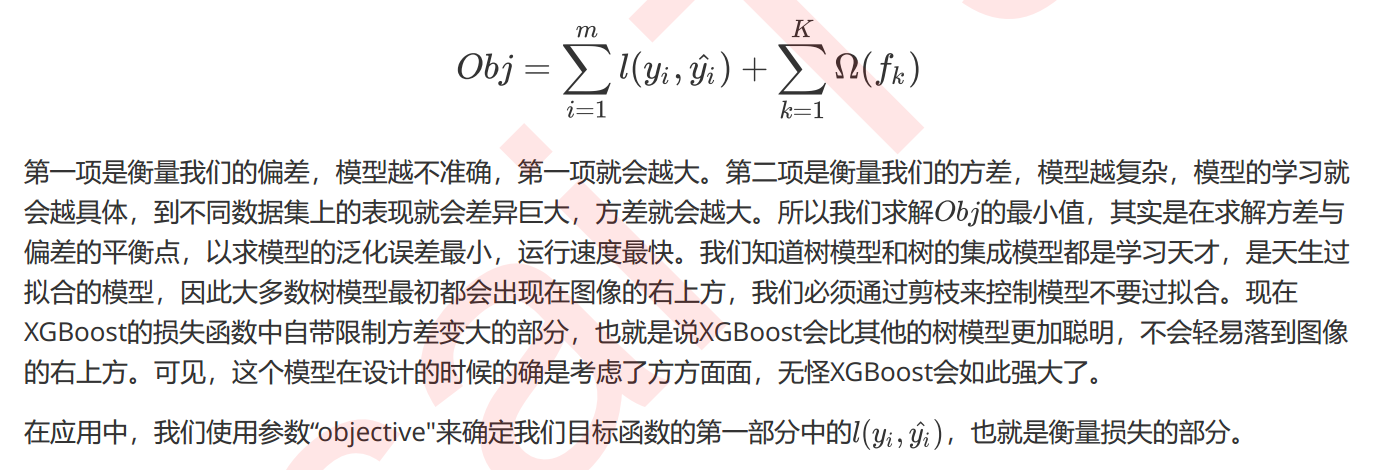 Obj = \sum_{i=1}^{m} l(y_i, \hat{y_i}) + \sum_{k=1}^{K} Ω(f_k)
第一项是衡量我们的偏差，模型越不准确，第一项就会越大。第二项是衡量我们的方差，模型越复杂，模型的学习就
会越具体，到不同数据集上的表现就会差异巨大，方差就会越大。所以我们求解Obj的最小值，其实是在求解方差与
偏差的平衡点，以求模型的泛化误差最小，运行速度最快。我们知道树模型和树的集成模型都是学习天才，是天生过
拟合的模型，因此大多数树模型最初都会出现在图像的右上方，我们必须通过剪枝来控制模型不要过拟合。现在
XGBoost的损失函数中自带限制方差变大的部分，也就是说XGBoost会比其他的树模型更加聪明，不会轻易落到图像
的右上方。可见，这个模型在设计的时候的确是考虑了方方面面，无怪XGBoost会如此强大了。
在应用中，我们使用参数“objective"来确定我们目标函数的第一部分中的l(y_i, \hat{y_i})，也就是衡量损失的部分。